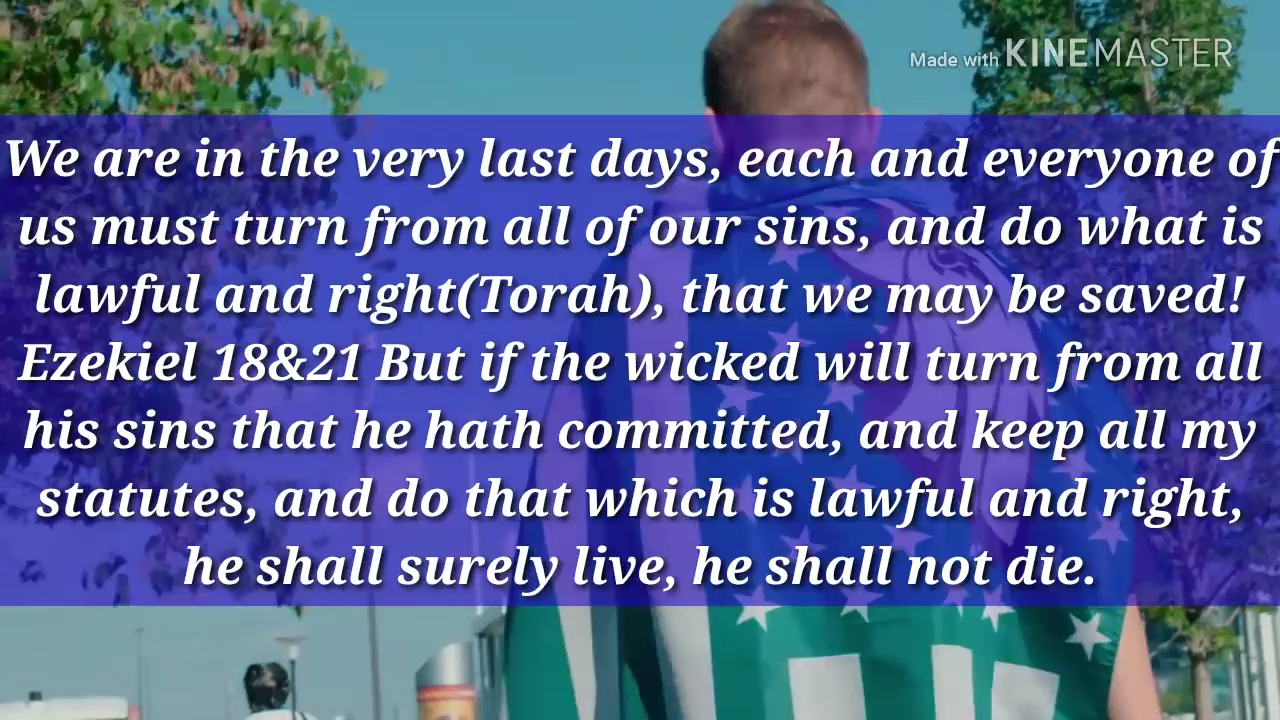 Made with KINEMASTER
We are in the very last days, each and everyone of
us must turn from all of our sins, and do what is
lawful and right(Torah), that we may be saved!
Ezekiel 18&21 But if the wicked will turn from all
his sins that he hath committed, and keep all my
statutes, and do that which is lawful and right,
he shall surely live, he shall not die.